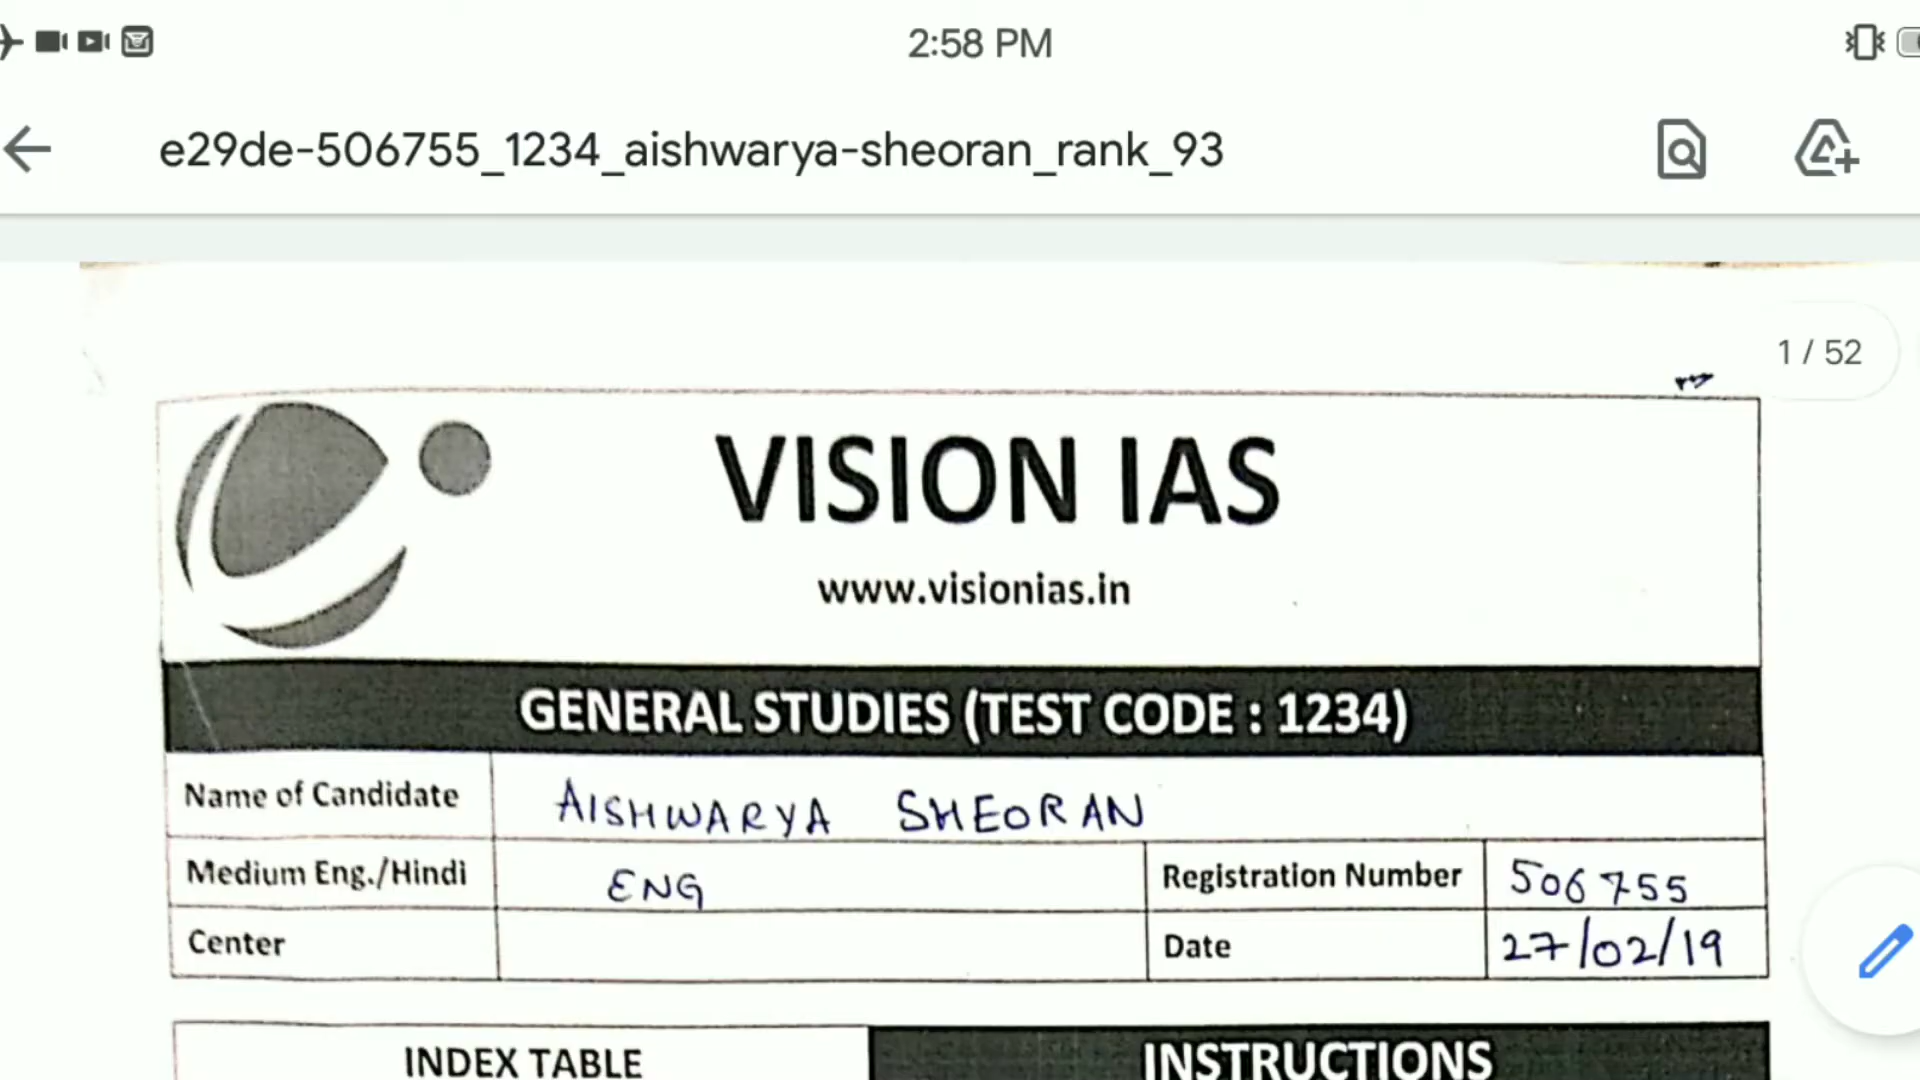 2:58 PM
e29de-506755_1234_aishwarya-sheoran_rank_93
1 / 52
VISION IAS
www.visionias.in
GENERAL STUDIES (TEST CODE : 1234)
Name of Candidate AISHWARYA SHEORAN
Medium Eng./Hindi ENG Registration Number 506755
Center Date 27/02/19
INDEX TABLE INSTRUCTIONS